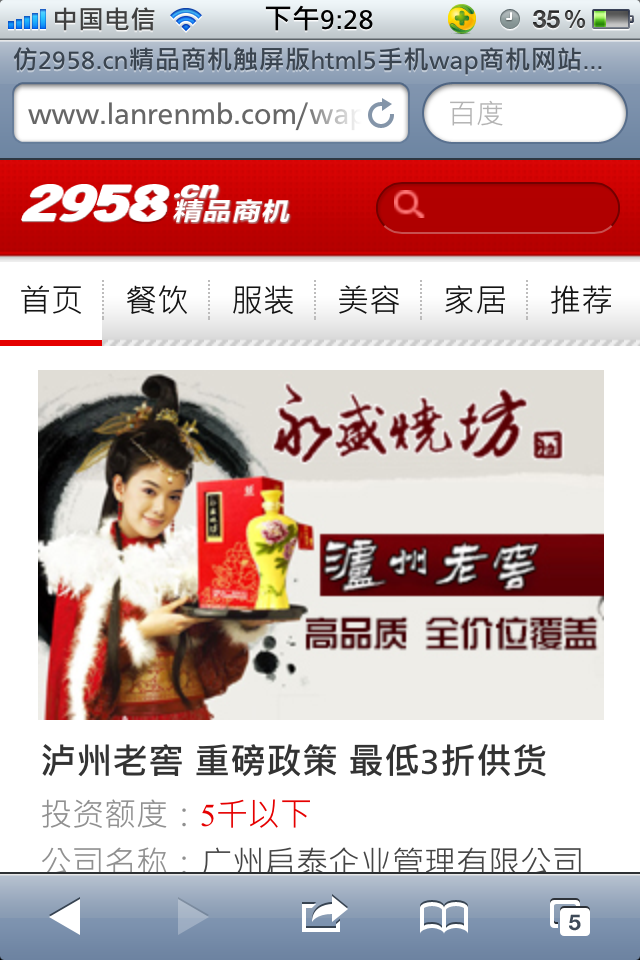 中国电信 下午9:28 35%
仿2958.cn精品商机触屏版html5手机wap商机网站...
www.lanrenmb.com/wap 百度
2958.cn 精品商机
首页 餐饮 服装 美容 家居 推荐
永盛烧坊
永盛烧坊
泸州老窖
高品质 全价位覆盖
泸州老窖 重磅政策 最低3折供货
投资额度：5千以下
公司名称：广州启泰企业管理有限公司
5